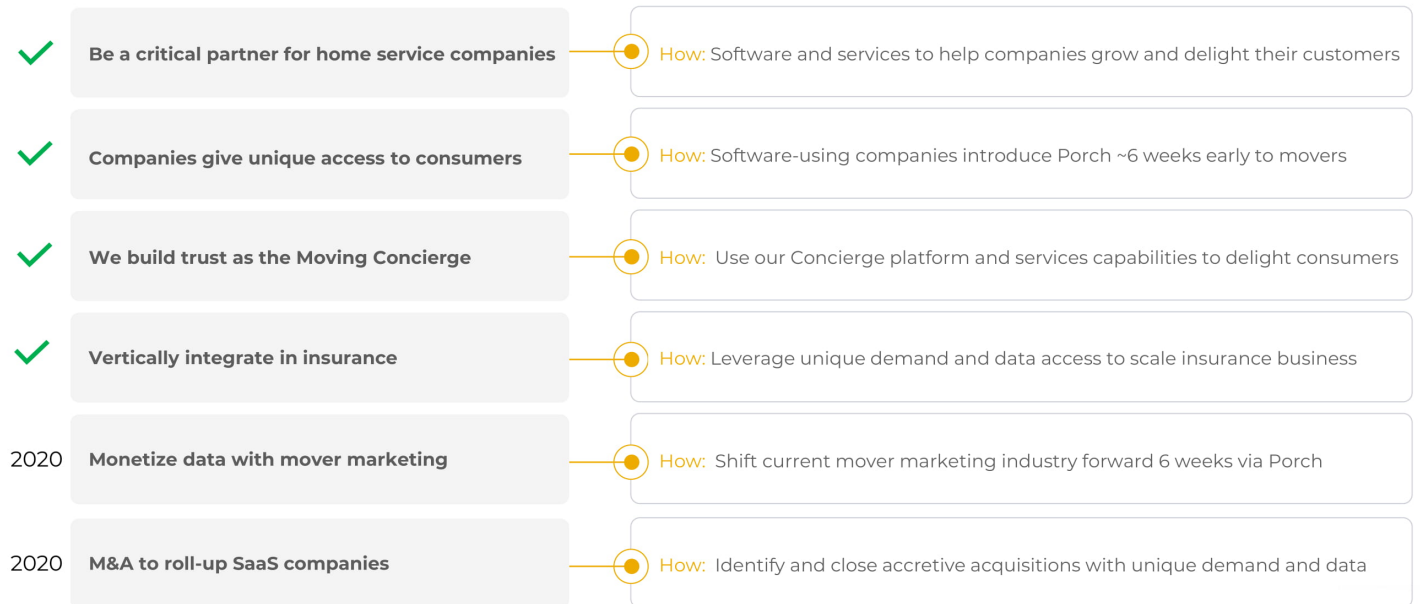 Be a critical partner for home service companies
How: Software and services to help companies grow and delight their customers
Companies give unique access to consumers
How: Software-using companies introduce Porch ~6 weeks early to movers
We build trust as the Moving Concierge
How: Use our Concierge platform and services capabilities to delight consumers
Vertically integrate in insurance
How: Leverage unique demand and data access to scale insurance business
2020 Monetize data with mover marketing
How: Shift current mover marketing industry forward 6 weeks via Porch
2020 M&A to roll-up SaaS companies
How: Identify and close accretive acquisitions with unique demand and data